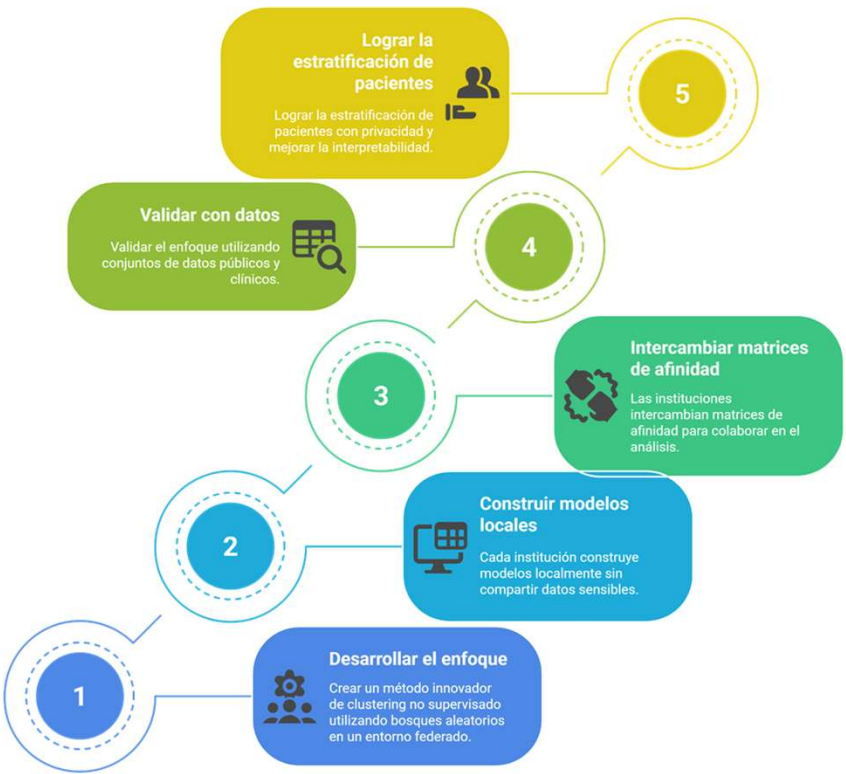 Lograr la
estratificación de
pacientes
Lograr la estratificación de
pacientes con privacidad y
mejorar la interpretabilidad.
5
Validar con datos
Validar el enfoque utilizando
conjuntos de datos públicos y
clínicos.
4
3
Intercambiar matrices
de afinidad
Las instituciones
intercambian matrices de
afinidad para colaborar en el
análisis.
2
Construir modelos
locales
Cada institución construye
modelos localmente sin
compartir datos sensibles.
1
Desarrollar el enfoque
Crear un método innovador
de clustering no supervisado
utilizando bosques aleatorios
en un entorno federado.